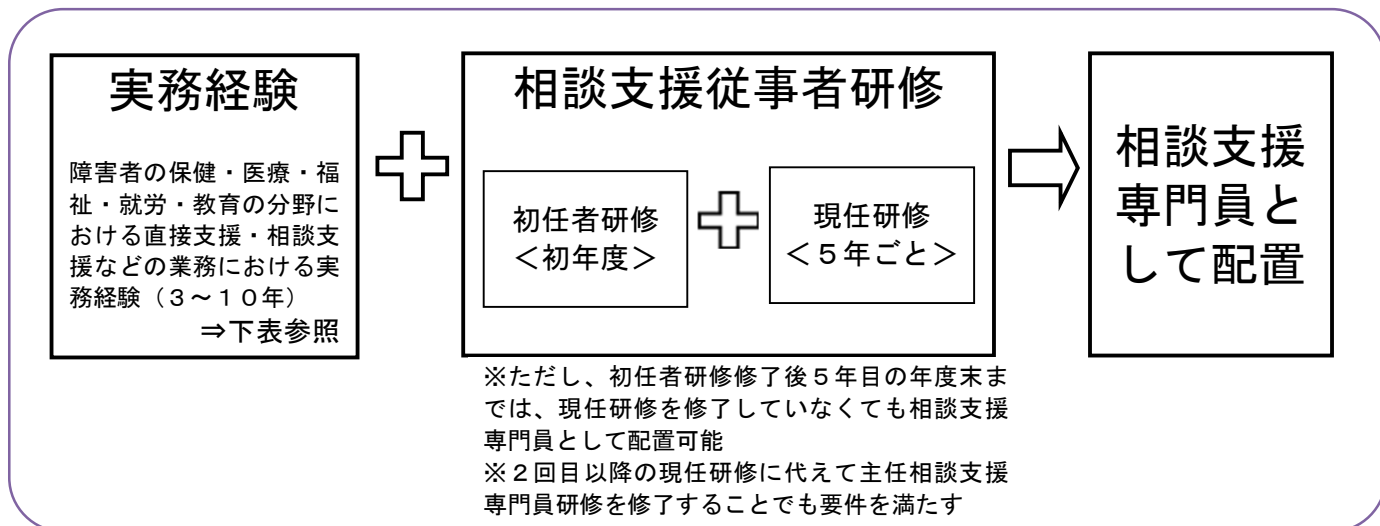 実務経験
障害者の保健・医療・福
祉・就労・教育の分野に
おける直接支援・相談支
援などの業務における実
務経験（３～１０年）
⇒下表参照
相談支援従事者研修
初任者研修
＜初年度＞
現任研修
＜５年ごと＞
※ただし、初任者研修修了後５年目の年度末ま
では、現任研修を修了していなくても相談支援
専門員として配置可能
※２回目以降の現任研修に代えて主任相談支援
専門員研修を修了することでも要件を満たす
相談支援
専門員と
して配置